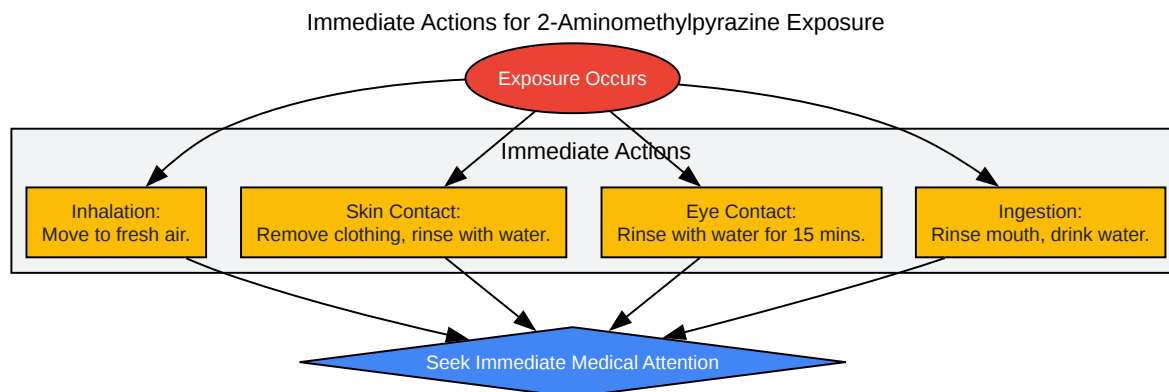 Immediate Actions for 2-Aminomethylpyrazine Exposure
Exposure Occurs
Immediate Actions
Inhalation:
Move to fresh air.
Skin Contact:
Remove clothing, rinse with water.
Eye Contact:
Rinse with water for 15 mins.
Ingestion:
Rinse mouth, drink water.
Seek Immediate Medical Attention